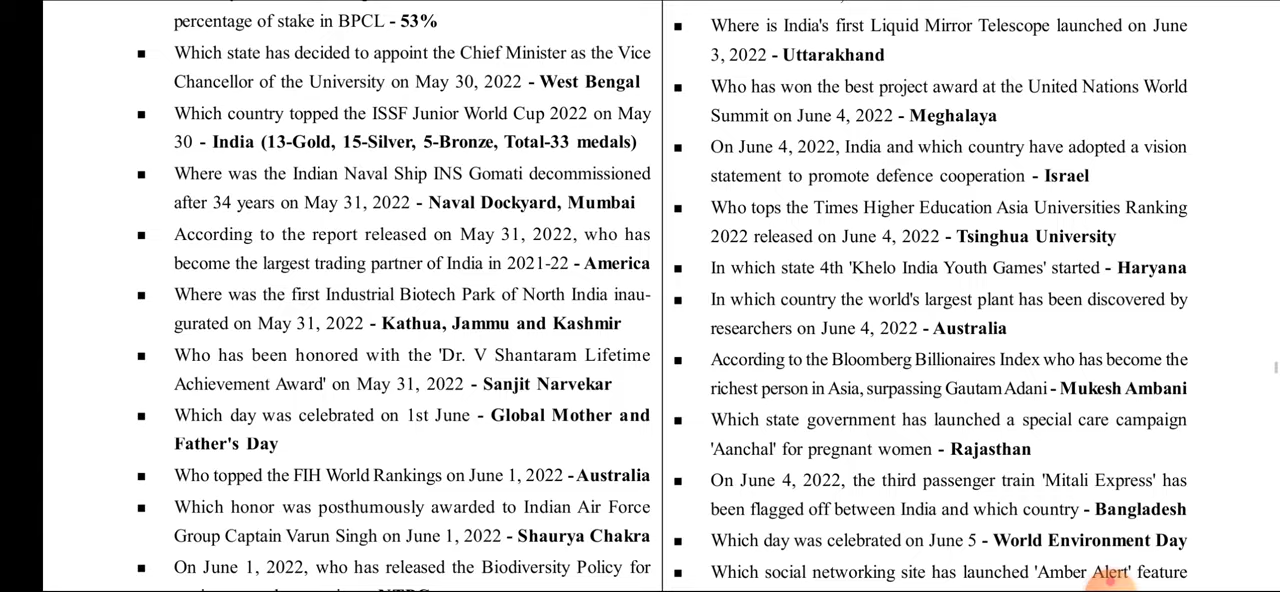 percentage of stake in BPCL - 53%
■ Which state has decided to appoint the Chief Minister as the Vice
Chancellor of the University on May 30, 2022 - West Bengal
■ Which country topped the ISSF Junior World Cup 2022 on May
30 - India (13-Gold, 15-Silver, 5-Bronze, Total-33 medals)
■ Where was the Indian Naval Ship INS Gomati decommissioned
after 34 years on May 31, 2022 - Naval Dockyard, Mumbai
■ According to the report released on May 31, 2022, who has
become the largest trading partner of India in 2021-22 - America
■ Where was the first Industrial Biotech Park of North India inau-
gurated on May 31, 2022 - Kathua, Jammu and Kashmir
■ Who has been honored with the 'Dr. V Shantaram Lifetime
Achievement Award' on May 31, 2022 - Sanjit Narvekar
■ Which day was celebrated on 1st June - Global Mother and
Father's Day
■ Who topped the FIH World Rankings on June 1, 2022 - Australia
■ Which honor was posthumously awarded to Indian Air Force
Group Captain Varun Singh on June 1, 2022 - Shaurya Chakra
■ On June 1, 2022, who has released the Biodiversity Policy for
■ Where is India's first Liquid Mirror Telescope launched on June
3, 2022 - Uttarakhand
■ Who has won the best project award at the United Nations World
Summit on June 4, 2022 - Meghalaya
■ On June 4, 2022, India and which country have adopted a vision
statement to promote defence cooperation - Israel
■ Who tops the Times Higher Education Asia Universities Ranking
2022 released on June 4, 2022 - Tsinghua University
■ In which state 4th 'Khelo India Youth Games' started - Haryana
■ In which country the world's largest plant has been discovered by
researchers on June 4, 2022 - Australia
■ According to the Bloomberg Billionaires Index who has become the
richest person in Asia, surpassing Gautam Adani - Mukesh Ambani
■ Which state government has launched a special care campaign
'Aanchal' for pregnant women - Rajasthan
■ On June 4, 2022, the third passenger train 'Mitali Express' has
been flagged off between India and which country - Bangladesh
■ Which day was celebrated on June 5 - World Environment Day
■ Which social networking site has launched 'Amber Alert' feature